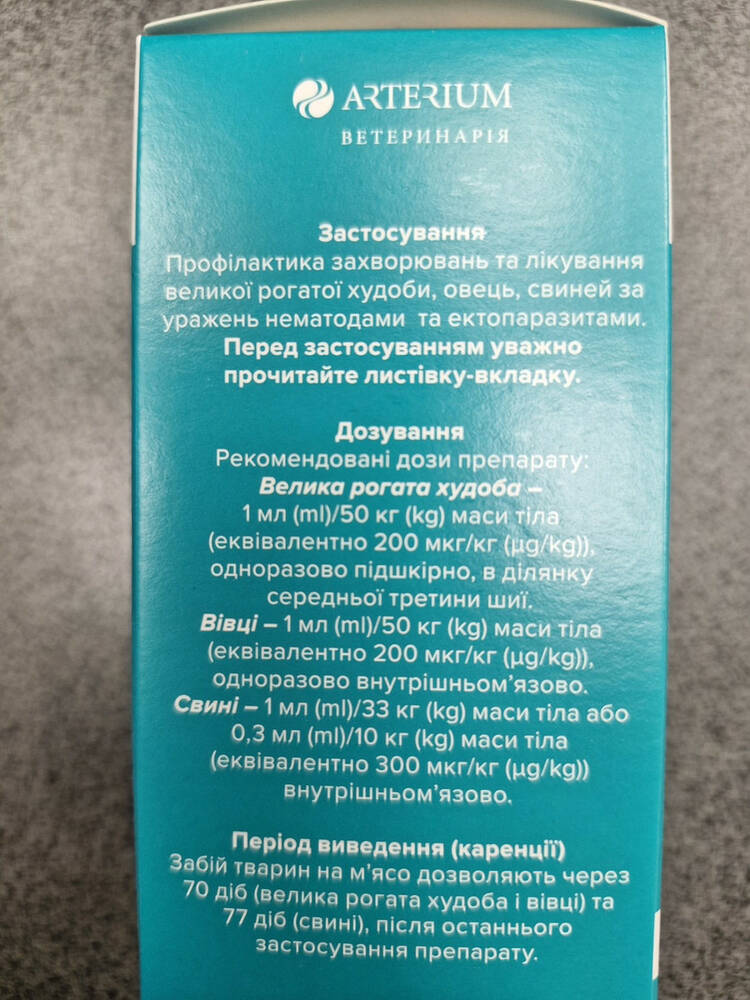 ARTERIUM
ВЕТЕРИНАРІЯ
Застосування
Профілактика захворювань та лікування
великої рогатої худоби, овець, свиней за
уражень нематодами та ектопаразитами.
Перед застосуванням уважно
прочитайте листівку-вкладку.
Дозування
Рекомендовані дози препарату:
Велика рогата худоба –
1 мл (ml)/50 кг (kg) маси тіла
(еквівалентно 200 мкг/кг (μg/kg)),
одноразово підшкірно, в ділянку
середньої третини шиї.
Вівці – 1 мл (ml)/50 кг (kg) маси тіла
(еквівалентно 200 мкг/кг (μg/kg)),
одноразово внутрішньом’язово.
Свині – 1 мл (ml)/33 кг (kg) маси тіла або
0,3 мл (ml)/10 кг (kg) маси тіла
(еквівалентно 300 мкг/кг (μg/kg))
внутрішньом’язово.
Період виведення (каренції)
Забій тварин на м’ясо дозволяють через
70 діб (велика рогата худоба і вівці) та
77 діб (свині), після останнього
застосування препарату.